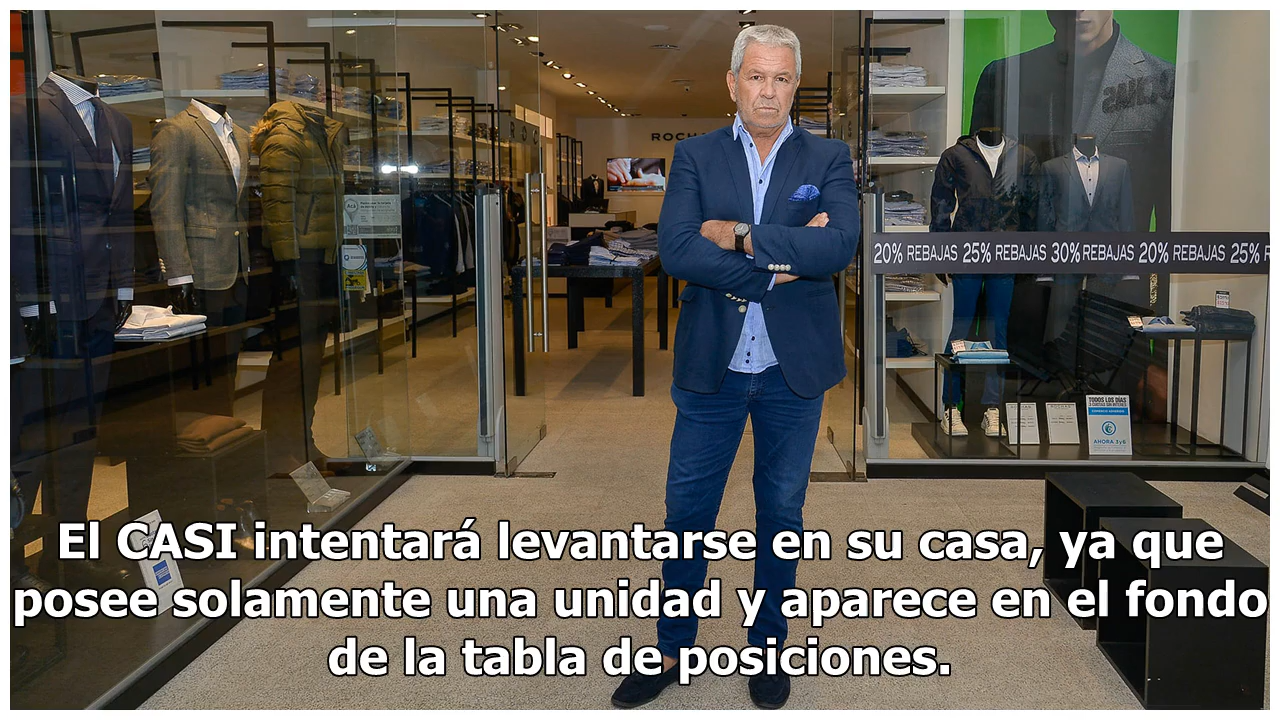 ROCHAS
20% REBAJAS 25% REBAJAS 30% REBAJAS 20% REBAJAS 25% R
TODOS LOS DÍAS
AHORA 3y6
El CASI intentará levantarse en su casa, ya que
posee solamente una unidad y aparece en el fondo
de la tabla de posiciones.